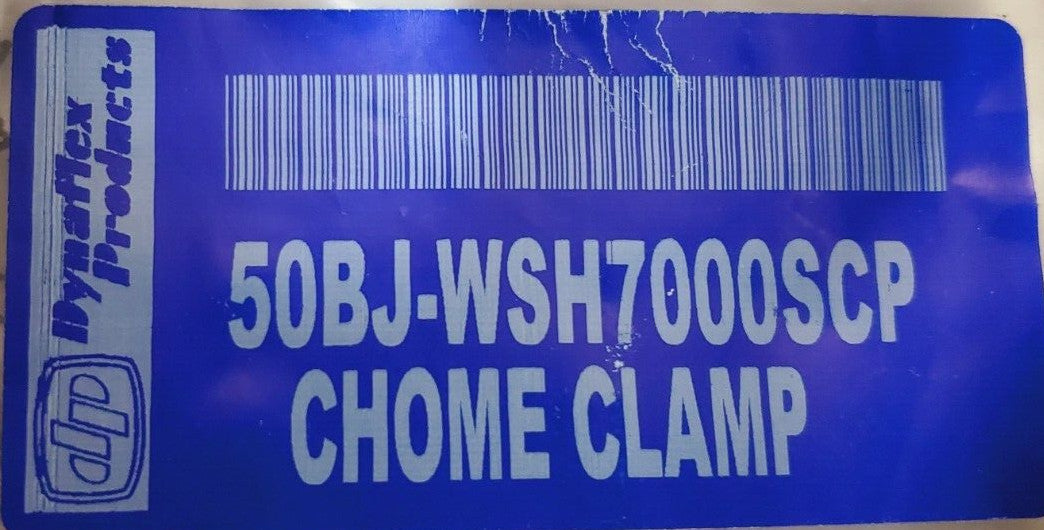 Dynaflex
Products
dp
50BJ-WSH7000SCP
CHOME CLAMP